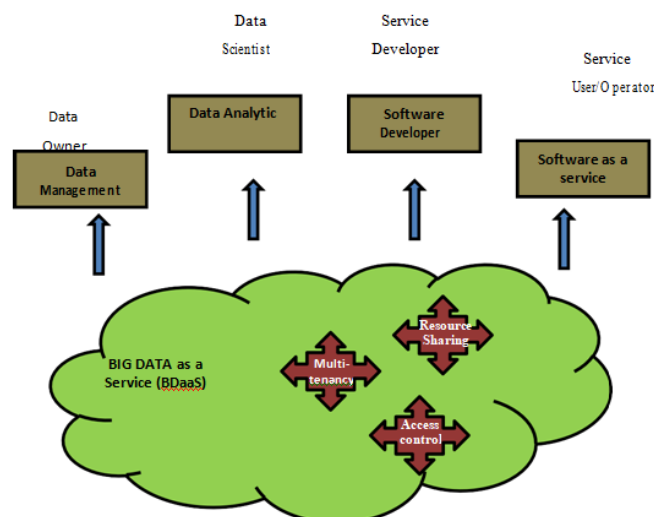 Data
Scientist
Service
Developer
Service
User/Operator
Data
Owner
Data Analytic
Software
Developer
Data
Management
Software as a
service
Resource
Sharing
BIG DATA as a
Service (BDaaS)
Multi-
tenancy
Access
control